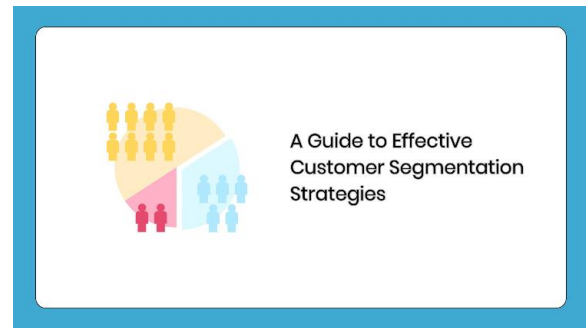 A Guide to Effective
Customer Segmentation
Strategies